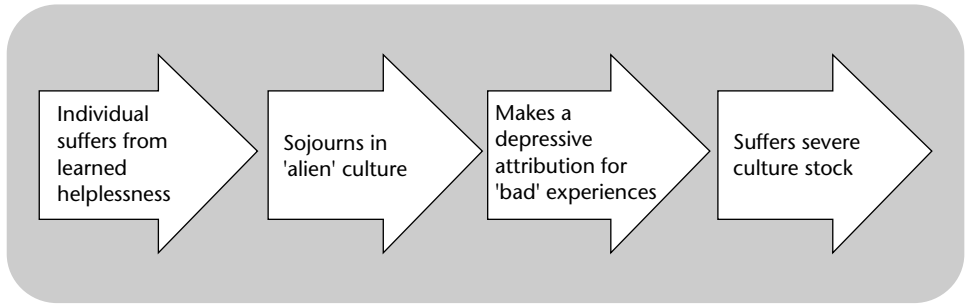 Individual
suffers from
learned
helplessness
Sojourns in
'alien' culture
Makes a
depressive
attribution for
'bad' experiences
Suffers severe
culture stock